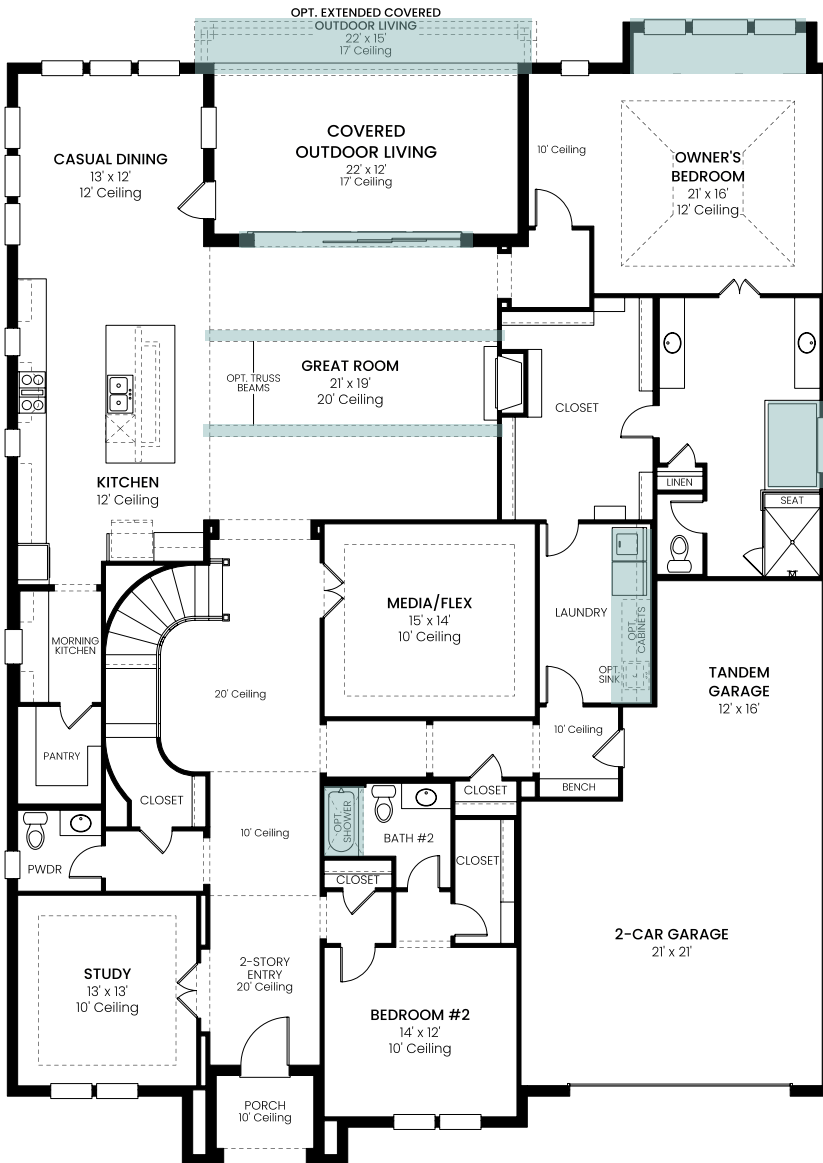 OPT. EXTENDED COVERED
OUTDOOR LIVING
22' x 15'
17' Ceiling
COVERED
OUTDOOR LIVING
22' x 12'
17' Ceiling
CASUAL DINING
13' x 12'
12' Ceiling
10' Ceiling
OWNER'S
BEDROOM
21' x 16'
12' Ceiling
GREAT ROOM
21' x 19'
20' Ceiling
OPT. TRUSS
BEAMS
CLOSET
KITCHEN
12' Ceiling
LINEN
SEAT
MEDIA/FLEX
15' x 14'
10' Ceiling
LAUNDRY
OPT.
CABINETS
OPT.
SINK
MORNING
KITCHEN
TANDEM
GARAGE
12' x 16'
20' Ceiling
10' Ceiling
PANTRY
BENCH
CLOSET
CLOSET
OPT.
SHOWER
BATH #2
10' Ceiling
CLOSET
PWDR
CLOSET
2-CAR GARAGE
21' x 21'
STUDY
13' x 13'
10' Ceiling
2-STORY
ENTRY
20' Ceiling
BEDROOM #2
14' x 12'
10' Ceiling
PORCH
10' Ceiling